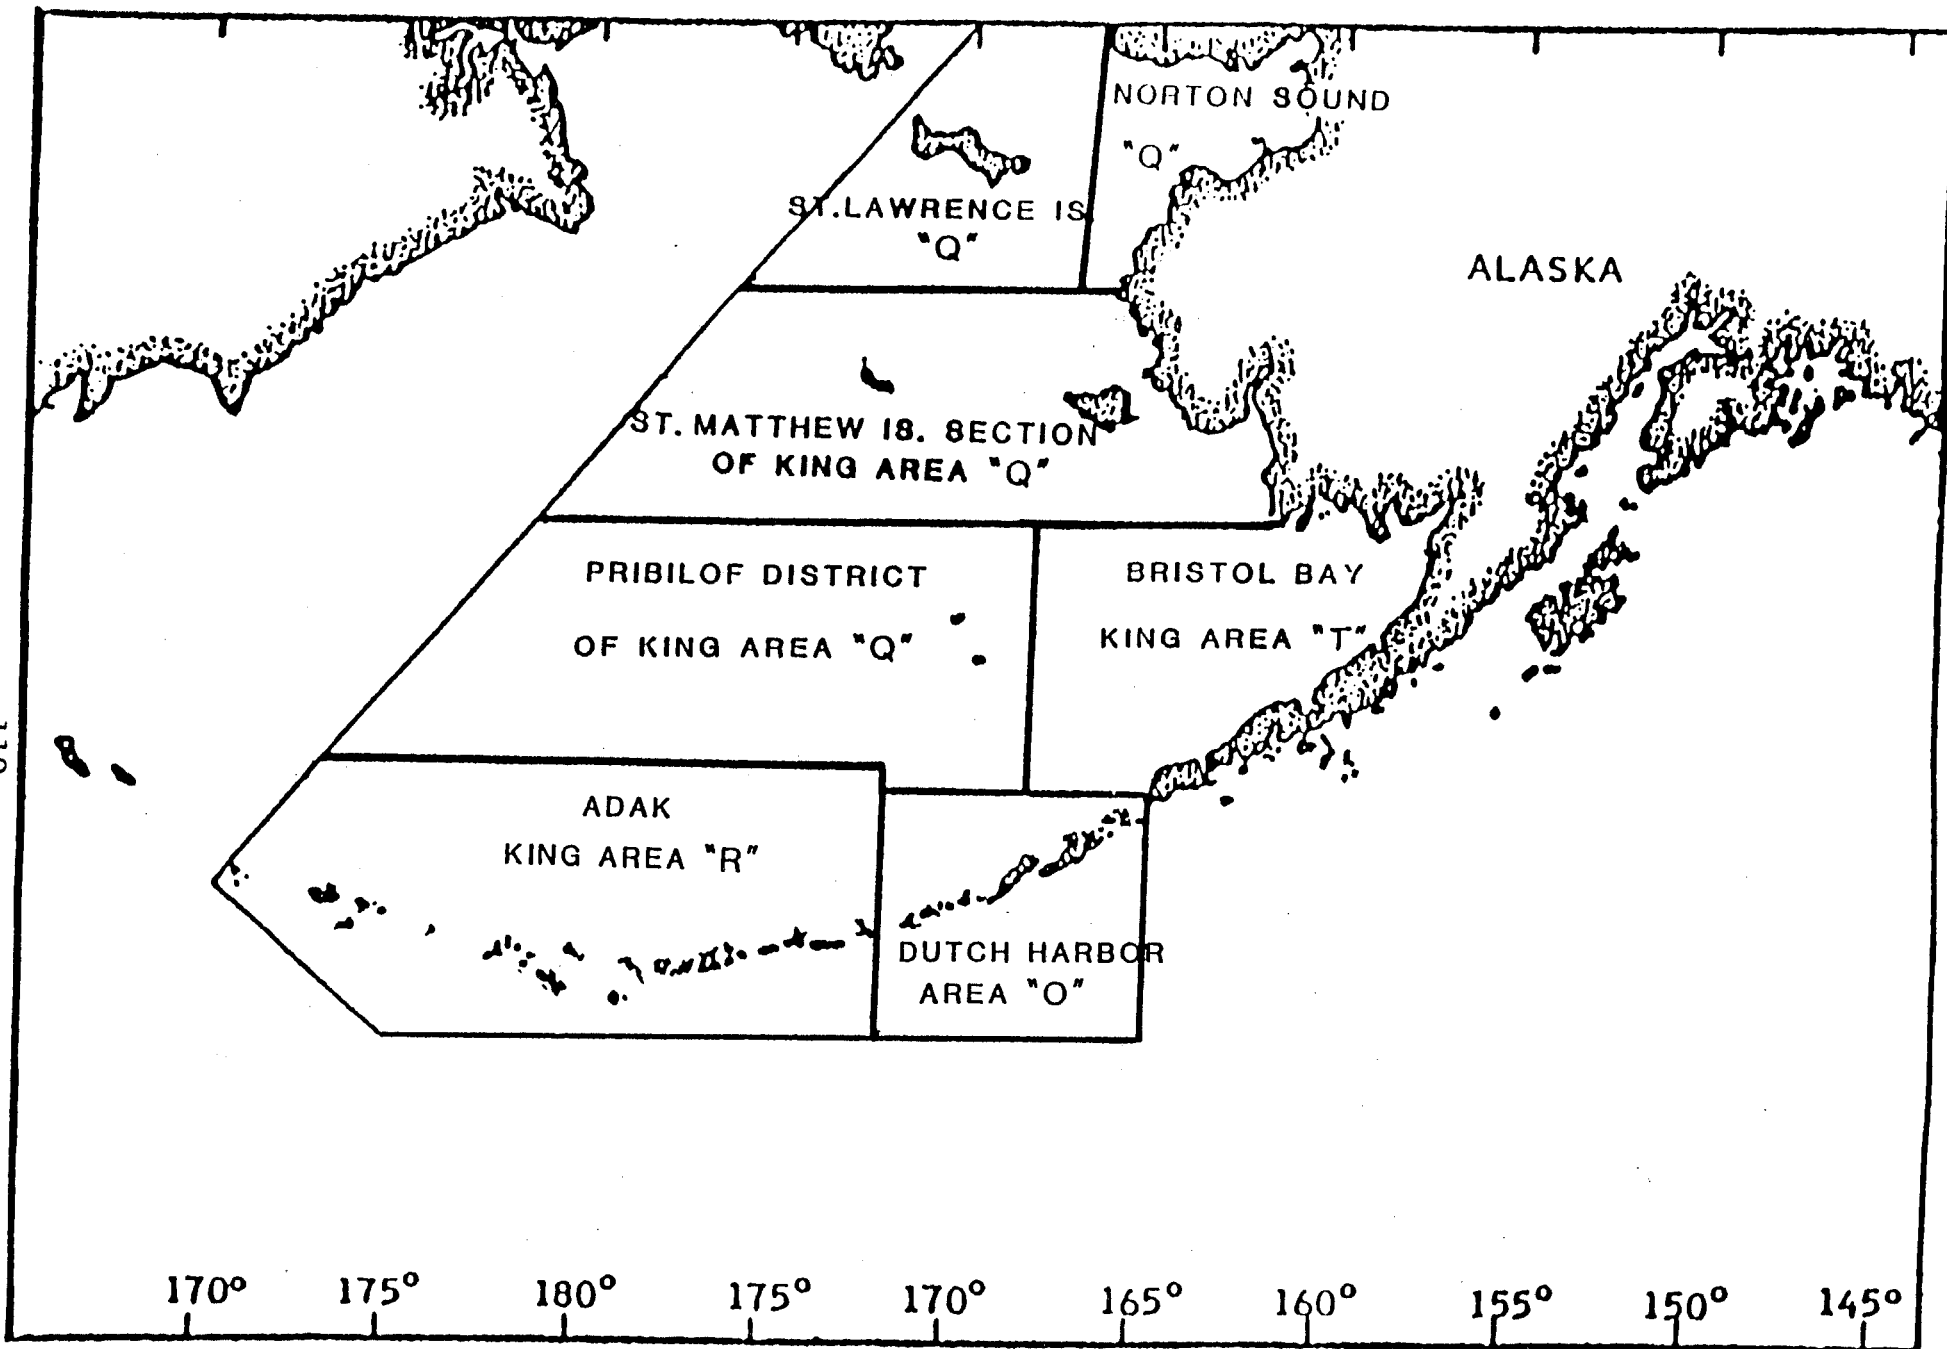 NORTON SOUND
"Q"
ST.LAWRENCE IS
"Q"
ALASKA
ST. MATTHEW IS. SECTION
OF KING AREA "Q"
PRIBILOF DISTRICT
OF KING AREA "Q"
BRISTOL BAY
KING AREA "T"
ADAK
KING AREA "R"
DUTCH HARBOR
AREA "O"
170° 175° 180° 175° 170° 165° 160° 155° 150° 145°